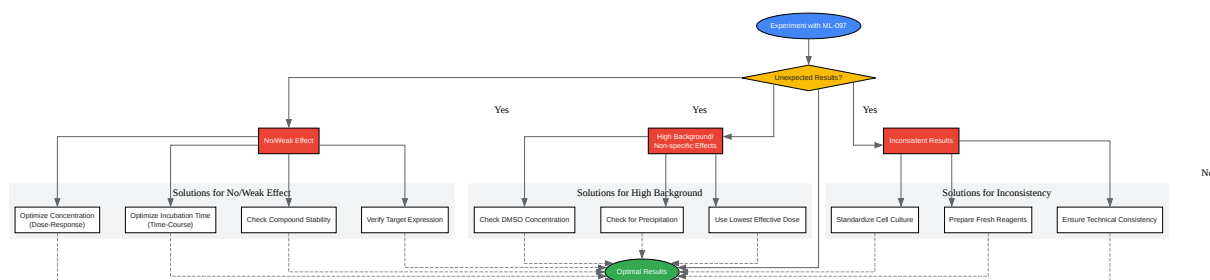 Experiment with ML-097
Unexpected Results?
Yes
Yes
Yes
No/Weak Effect
High Background/
Non-specific Effects
Inconsistent Results
Solutions for No/Weak Effect
Solutions for High Background
Solutions for Inconsistency
Optimize Concentration
(Dose-Response)
Optimize Incubation Time
(Time-Course)
Check Compound Stability
Verify Target Expression
Check DMSO Concentration
Check for Precipitation
Use Lowest Effective Dose
Standardize Cell Culture
Prepare Fresh Reagents
Ensure Technical Consistency
Optimal Results